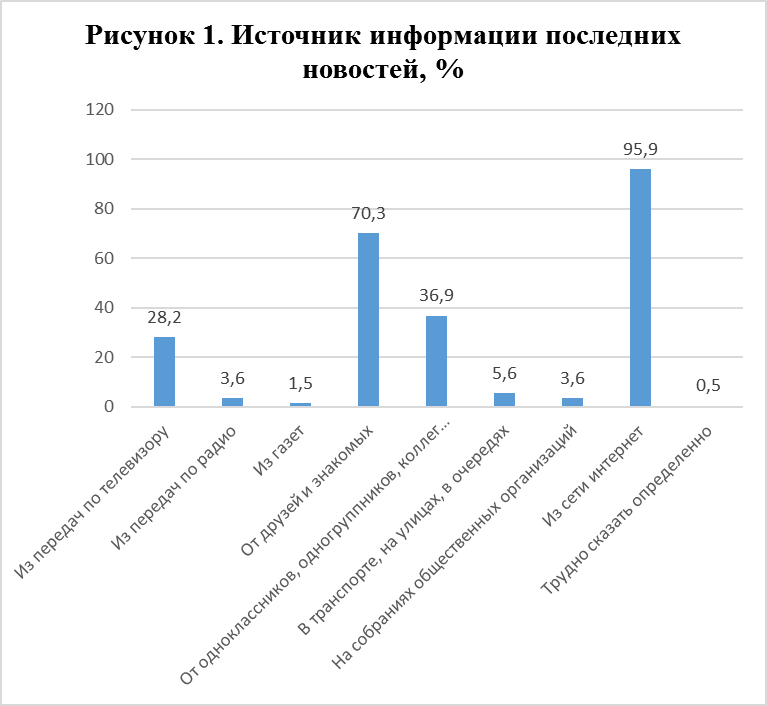 Рисунок 1. Источник информации последних
новостей, %
120
100
80
60
40
20
0
28,2
3,6
1,5
70,3
36,9
5,6
3,6
95,9
0,5
Из передач по телевизору
Из передач по радио
Из газет
От друзей и знакомых
От одноклассников, одногруппников, коллег…
В транспорте, на улицах, в очередях
На собраниях общественных организаций
Из сети интернет
Трудно сказать определенно